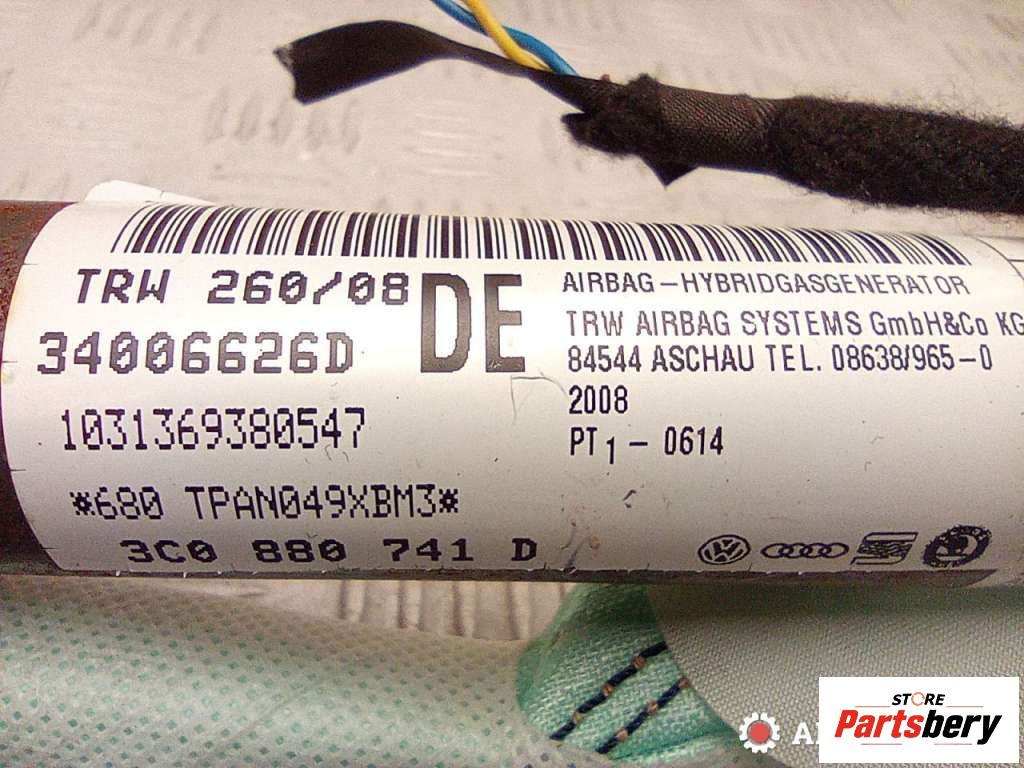 TRW 260/08
34006626D
1031369380547
*680 TPAN049XBM3*
3C0 880 741 D
DE
AIRBAG-HYBRIDGASGENERATOR
TRW AIRBAG SYSTEMS GmbH&Co KG
84544 ASCHAU TEL. 08638/965-0
2008
PT1 - 0614
STORE
Partsbery